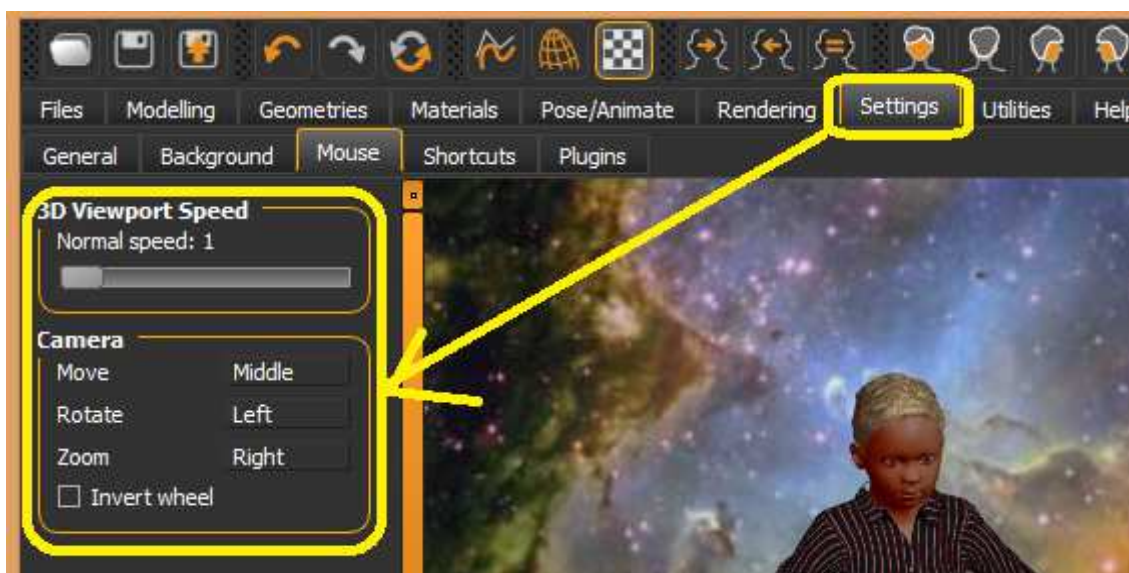 Files Modelling Geometries Materials Pose/Animate Rendering Settings Utilities Help
General Background Mouse Shortcuts Plugins
3D Viewport Speed
Normal speed: 1
Camera
Move Middle
Rotate Left
Zoom Right
Invert wheel